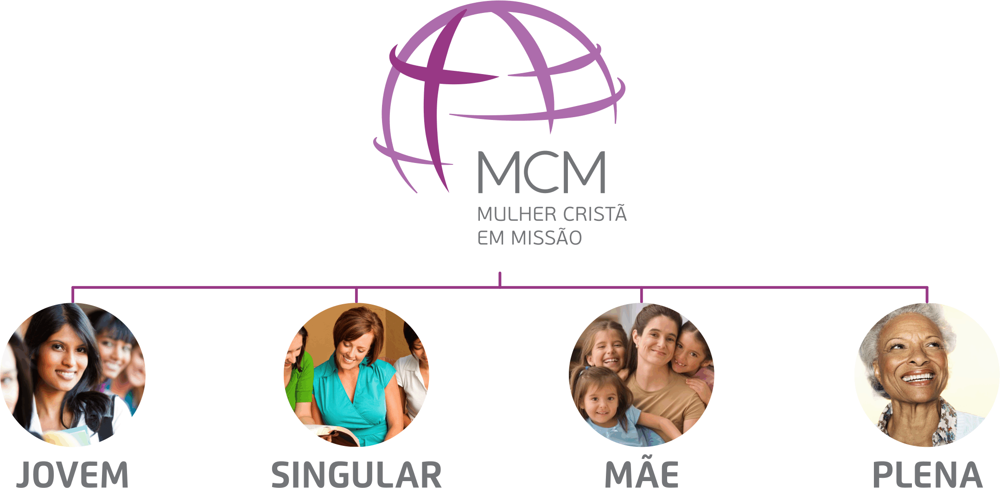 MCM
MULHER CRISTÃ
EM MISSÃO
JOVEM
SINGULAR
MÃE
PLENA